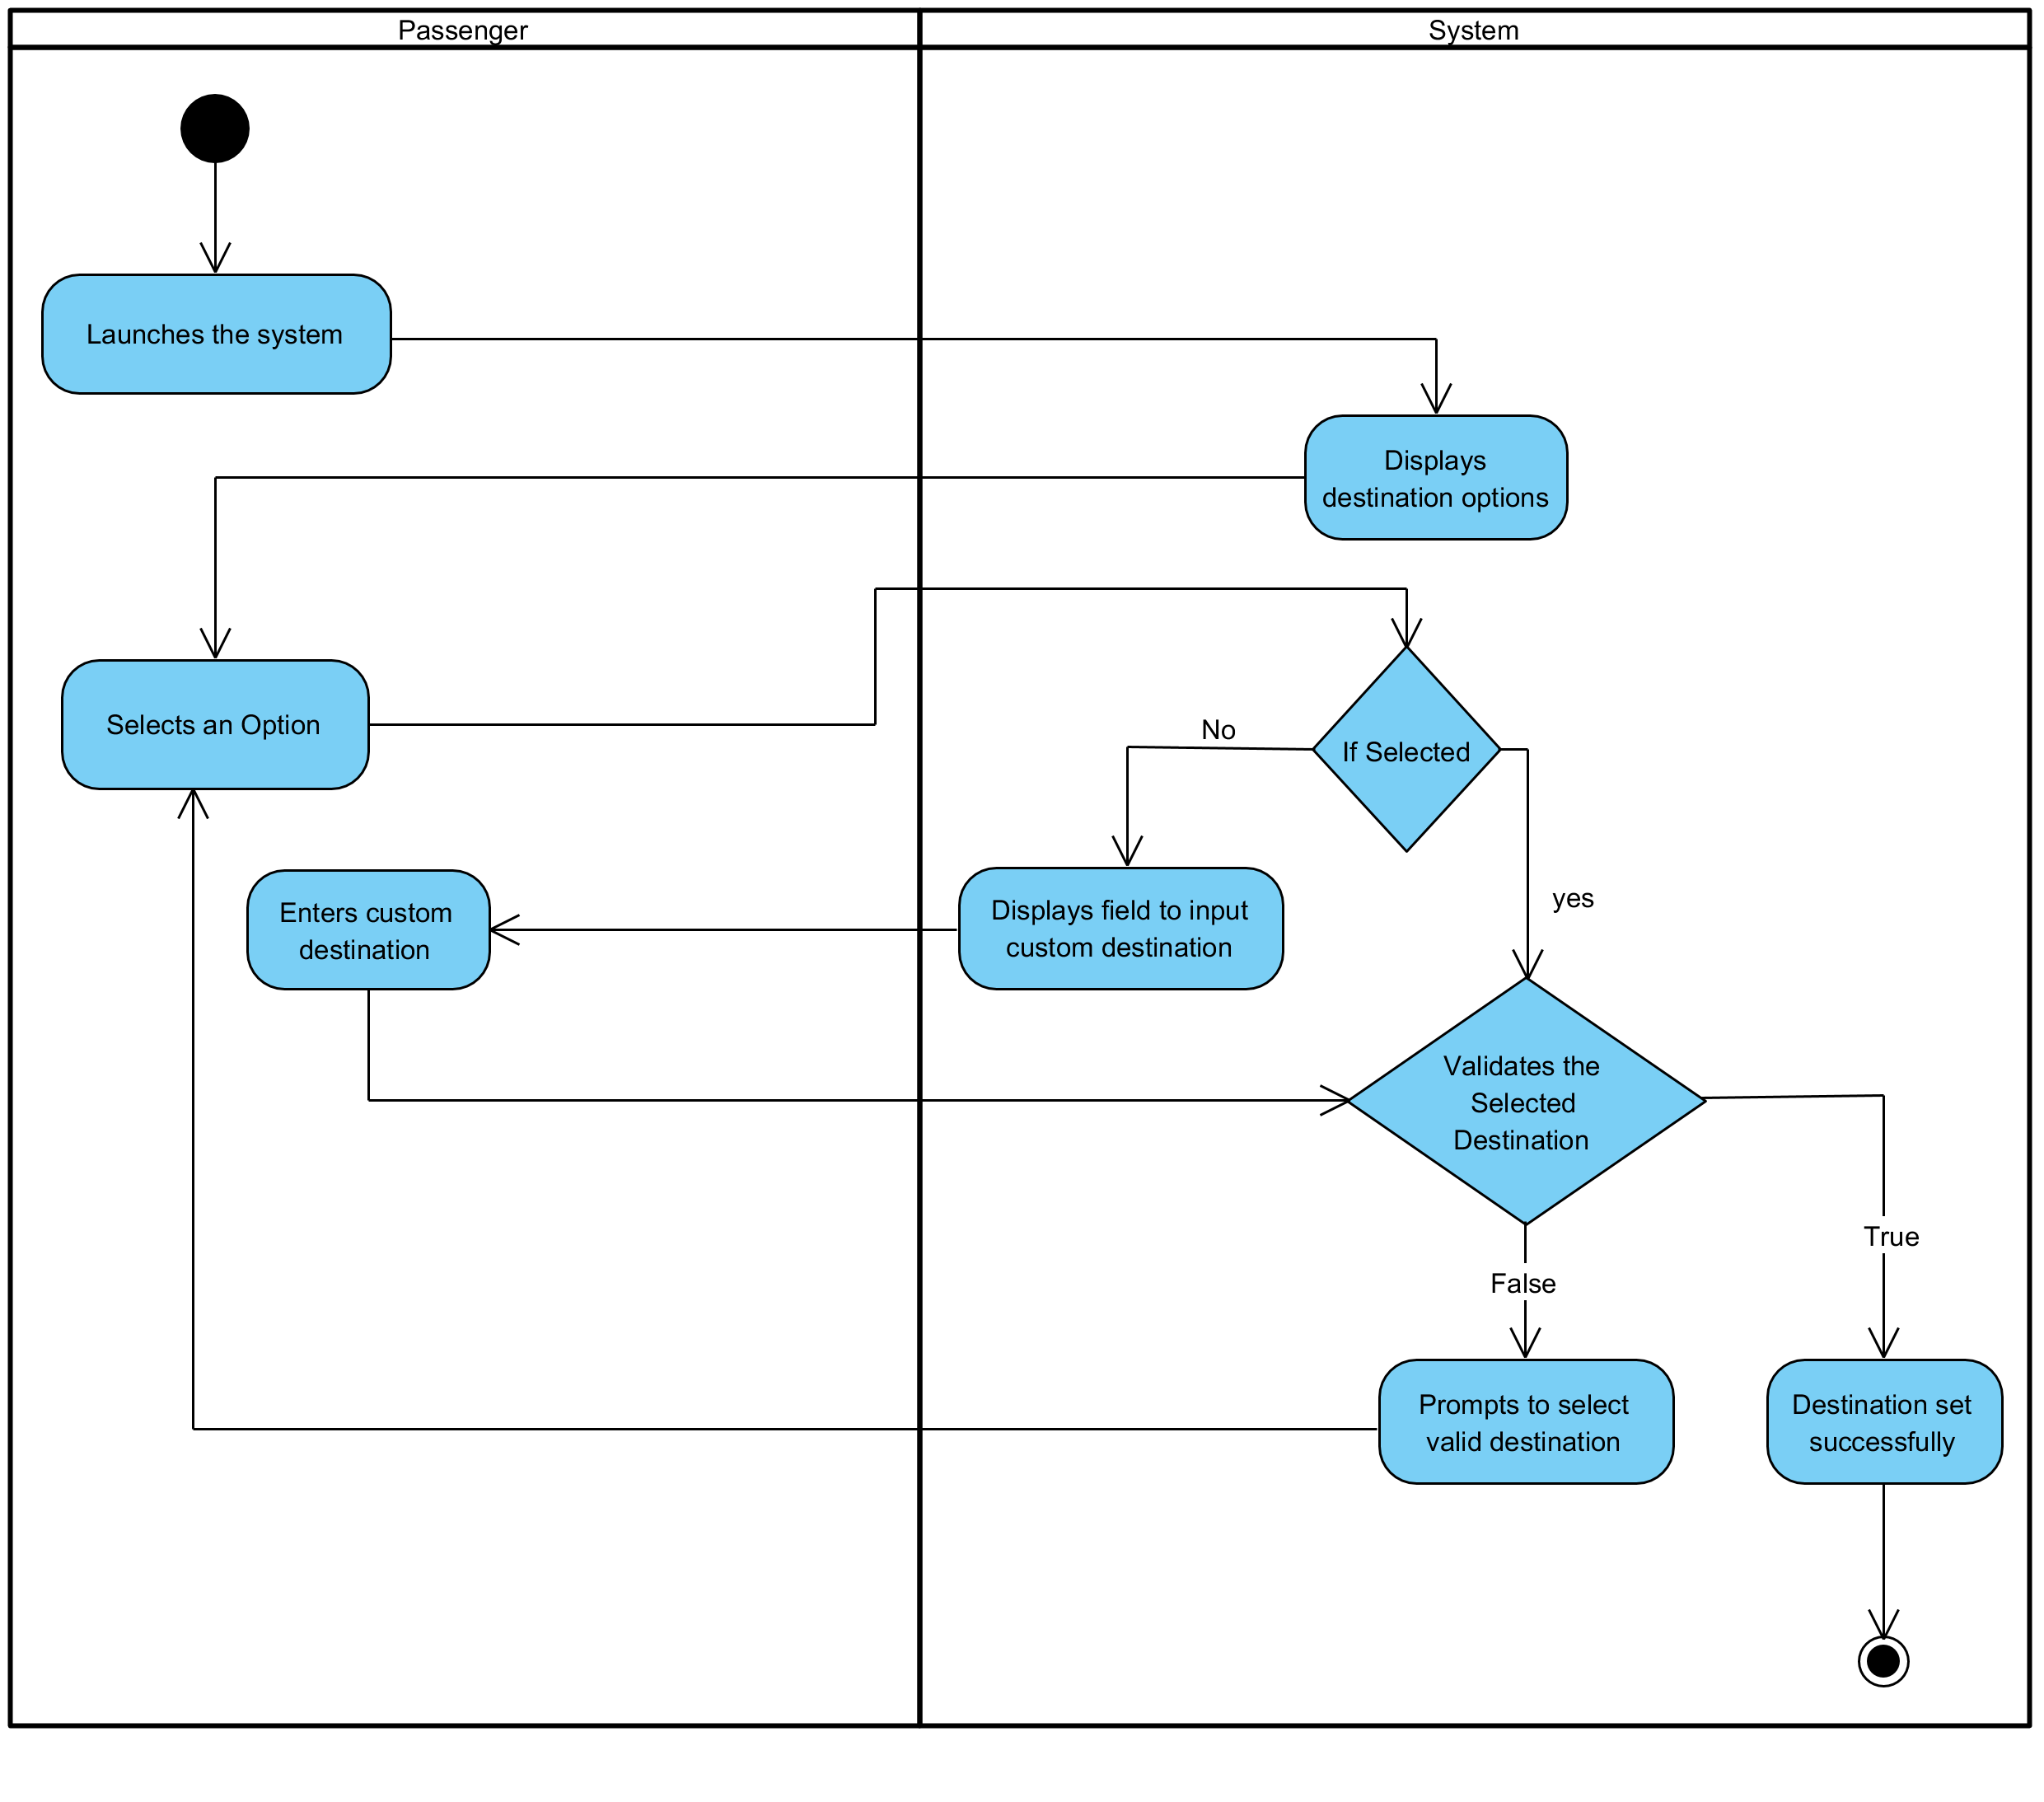 Passenger
System
Launches the system
Displays
destination options
Selects an Option
No
If Selected
yes
Enters custom
destination
Displays field to input
custom destination
Validates the
Selected
Destination
True
False
Prompts to select
valid destination
Destination set
successfully